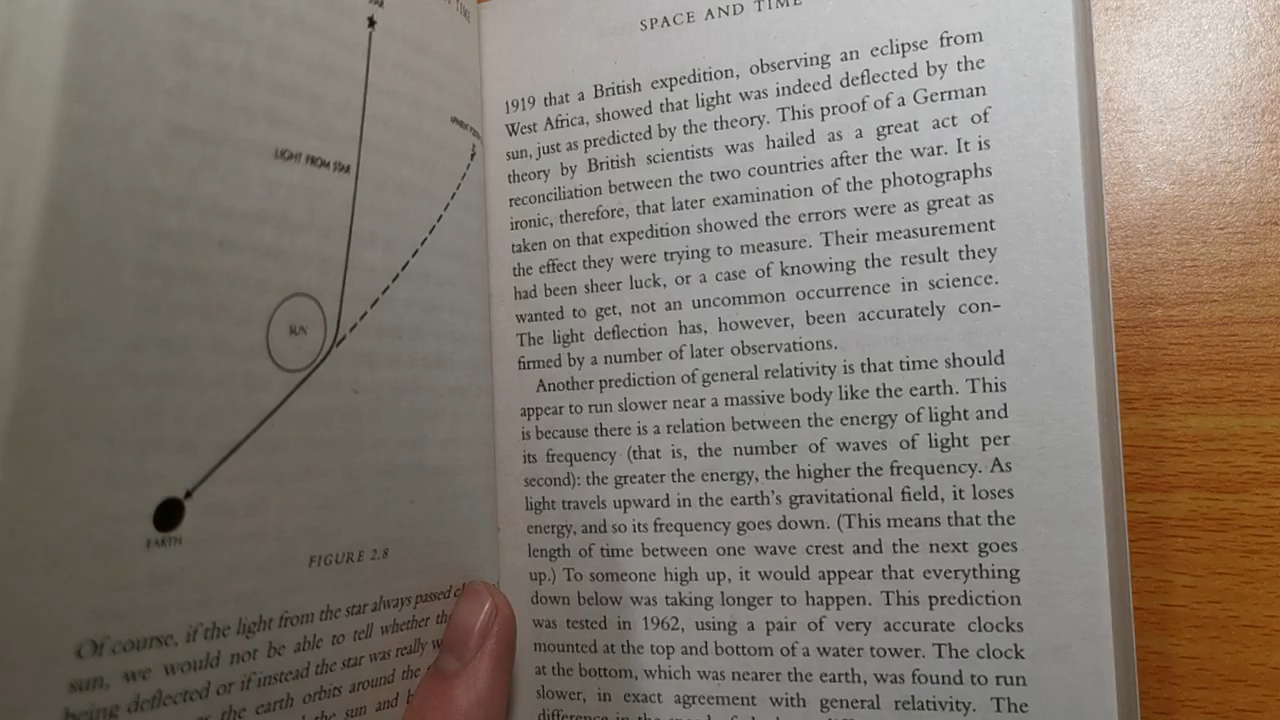 LIGHT FROM STAR
SUN
EARTH
FIGURE 2.8
Of course, if the light from the star always passed
sun, we would not be able to tell whether
being deflected or if instead the star was really
the earth orbits around the
the sun and
SPACE AND TIME
1919 that a British expedition, observing an eclipse from
West Africa, showed that light was indeed deflected by the
sun, just as predicted by the theory. This proof of a German
theory by British scientists was hailed as a great act of
reconciliation between the two countries after the war. It is
ironic, therefore, that later examination of the photographs
taken on that expedition showed the errors were as great as
the effect they were trying to measure. Their measurement
had been sheer luck, or a case of knowing the result they
wanted to get, not an uncommon occurrence in science.
The light deflection has, however, been accurately con-
firmed by a number of later observations.
Another prediction of general relativity is that time should
appear to run slower near a massive body like the earth. This
is because there is a relation between the energy of light and
its frequency (that is, the number of waves of light per
second): the greater the energy, the higher the frequency. As
light travels upward in the earth's gravitational field, it loses
energy, and so its frequency goes down. (This means that the
length of time between one wave crest and the next goes
up.) To someone high up, it would appear that everything
down below was taking longer to happen. This prediction
was tested in 1962, using a pair of very accurate clocks
mounted at the top and bottom of a water tower. The clock
at the bottom, which was nearer the earth, was found to run
slower, in exact agreement with general relativity. The
difference in the